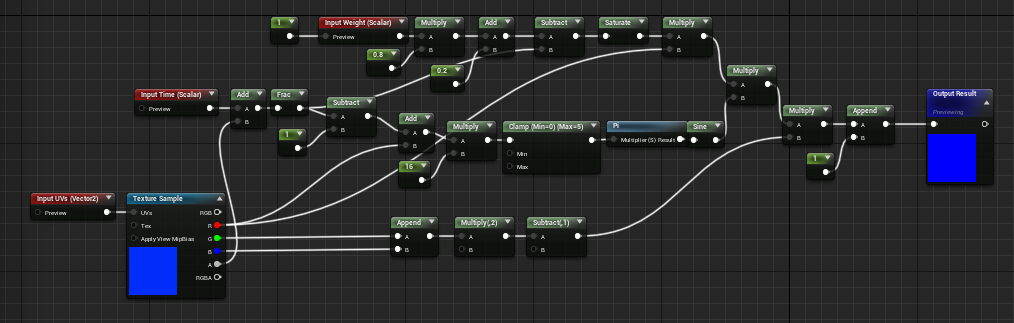 1
Input Weight (Scalar)
Preview
Multiply
A
B
Add
A
B
Subtract
A
B
Saturate
Multiply
A
B
0.8
0.2
Multiply
A
B
Input Time (Scalar)
Preview
Add
A
B
Frac
Subtract
A
B
1
Add
A
B
Multiply
A
B
16
Clamp (Min=0) (Max=5)
Min
Max
Pi
Multiplier (S) Result
Sine
Multiply
A
B
Append
A
B
1
Output Result
Previewing
Input UVs (Vector2)
Preview
Texture Sample
UVs
RGB
Tex
R
Apply View MipBias
G
B
A
RGBA
Append
A
B
Multiply(,2)
A
B
Subtract(,1)
A
B